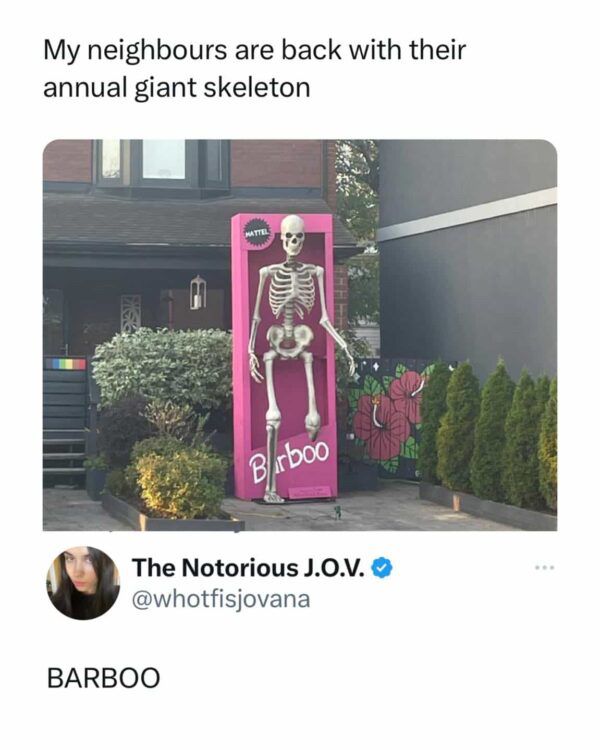 My neighbours are back with their
annual giant skeleton
MATTEL
Barboo
The Notorious J.O.V.
@whotfisjovana
BARBOO